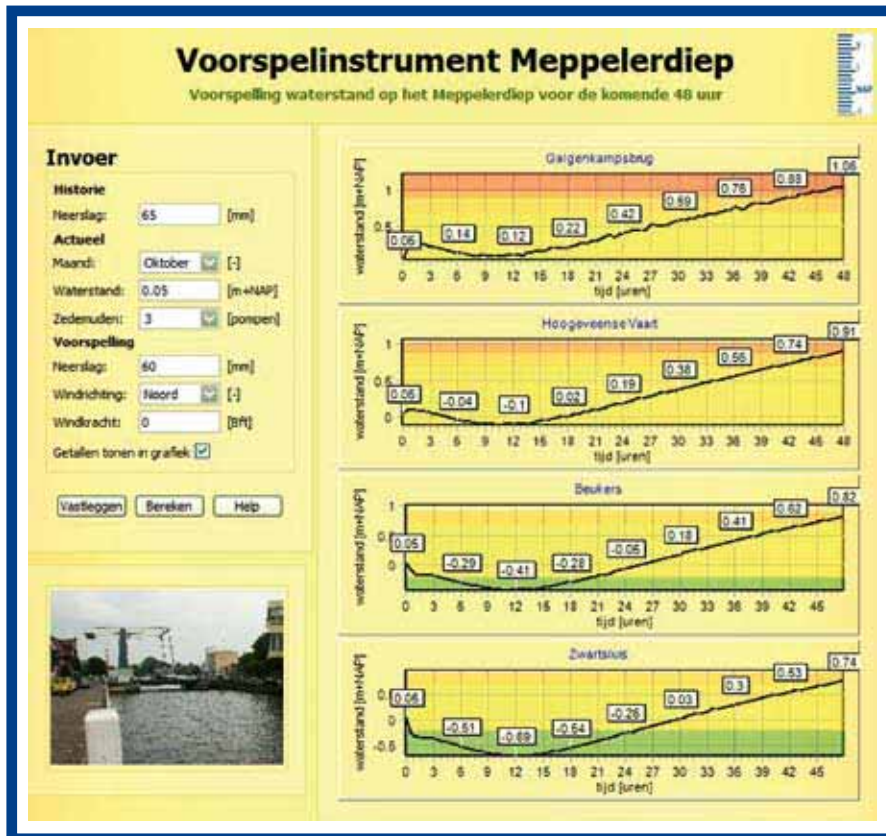 Voorspelinstrument Meppelerdiep
Voorspelling waterstand op het Meppelerdiep voor de komende 48 uur
NAP
Invoer
Historie
Neerslag: 65 [mm]
Actueel
Maand: Oktober [-]
Waterstand: 0.05 [m+NAP]
Zedemuden: 3 [pompen]
Voorspelling
Neerslag: 60 [mm]
Windrichting: Noord [-]
Windkracht: 0 [Bft]
Getallen tonen in grafiek
Vastleggen Bereken Help
Galgenkampsbrug
waterstand [m+NAP]
1
0.5
0.06 0.14 0.12 0.22 0.42 0.59 0.76 0.88 1.06
0 3 6 9 12 15 18 21 24 27 30 33 36 39 42 45 48
tijd [uren]
Hoogeveense Vaart
waterstand [m+NAP]
1
0.5
0
0.06 -0.04 -0.1 0.02 0.19 0.38 0.56 0.74 0.91
0 3 6 9 12 15 18 21 24 27 30 33 36 39 42 45 48
tijd [uren]
Beukers
waterstand [m+NAP]
1
0
0.05 -0.29 -0.41 -0.28 -0.06 0.18 0.41 0.62 0.82
0 3 6 9 12 15 18 21 24 27 30 33 36 39 42 45
tijd [uren]
Zwartsluis
waterstand [m+NAP]
0
-0.5
0.06 -0.51 -0.69 -0.54 -0.26 0.03 0.3 0.53 0.74
0 3 6 9 12 15 18 21 24 27 30 33 36 39 42 45
tijd [uren]